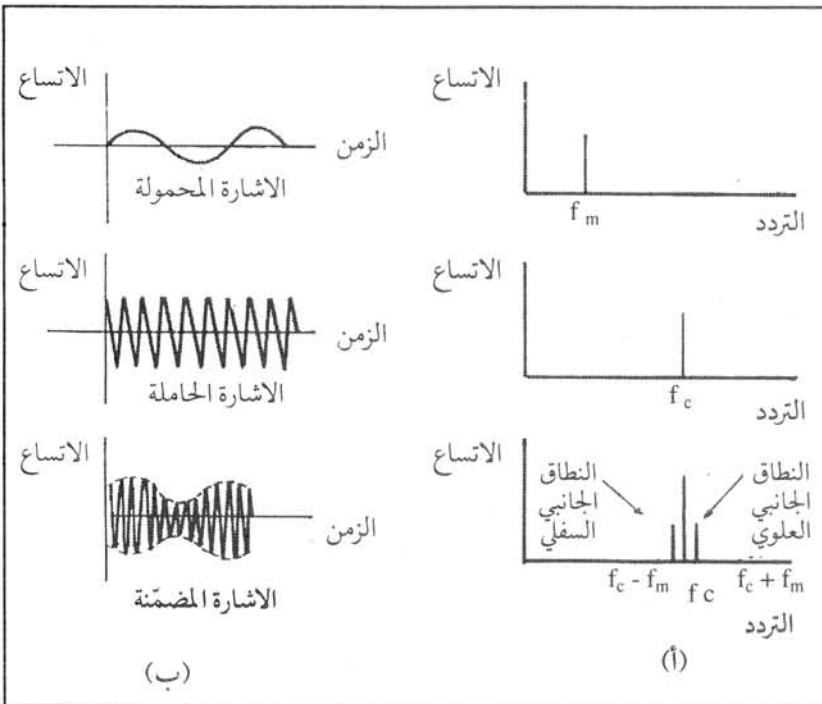 الاتساع
f m
التردد
الاتساع
الزمن
الاشارة المحمولة
الاتساع
f c
التردد
الاتساع
الزمن
الاشارة الحاملة
الاتساع
النطاق
الجانبي
العلوي
النطاق
الجانبي
السفلي
fc - fm
f c
fc + fm
التردد
(أ)
الاتساع
الزمن
الاشارة المضمّنة
(ب)